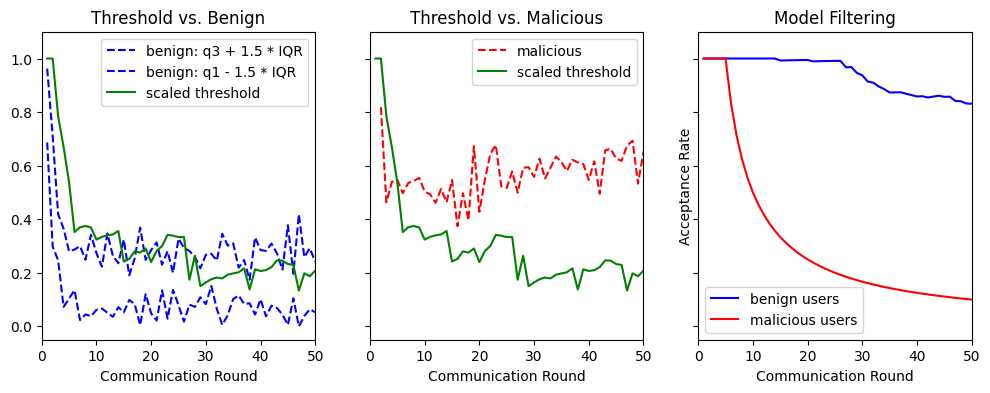 Threshold vs. Benign
benign: q3 + 1.5 * IQR
benign: q1 - 1.5 * IQR
scaled threshold
1.0
0.8
0.6
0.4
0.2
0.0
0 10 20 30 40 50
Communication Round
Threshold vs. Malicious
malicious
scaled threshold
0 10 20 30 40 50
Communication Round
Model Filtering
Acceptance Rate
benign users
malicious users
0 10 20 30 40 50
Communication Round